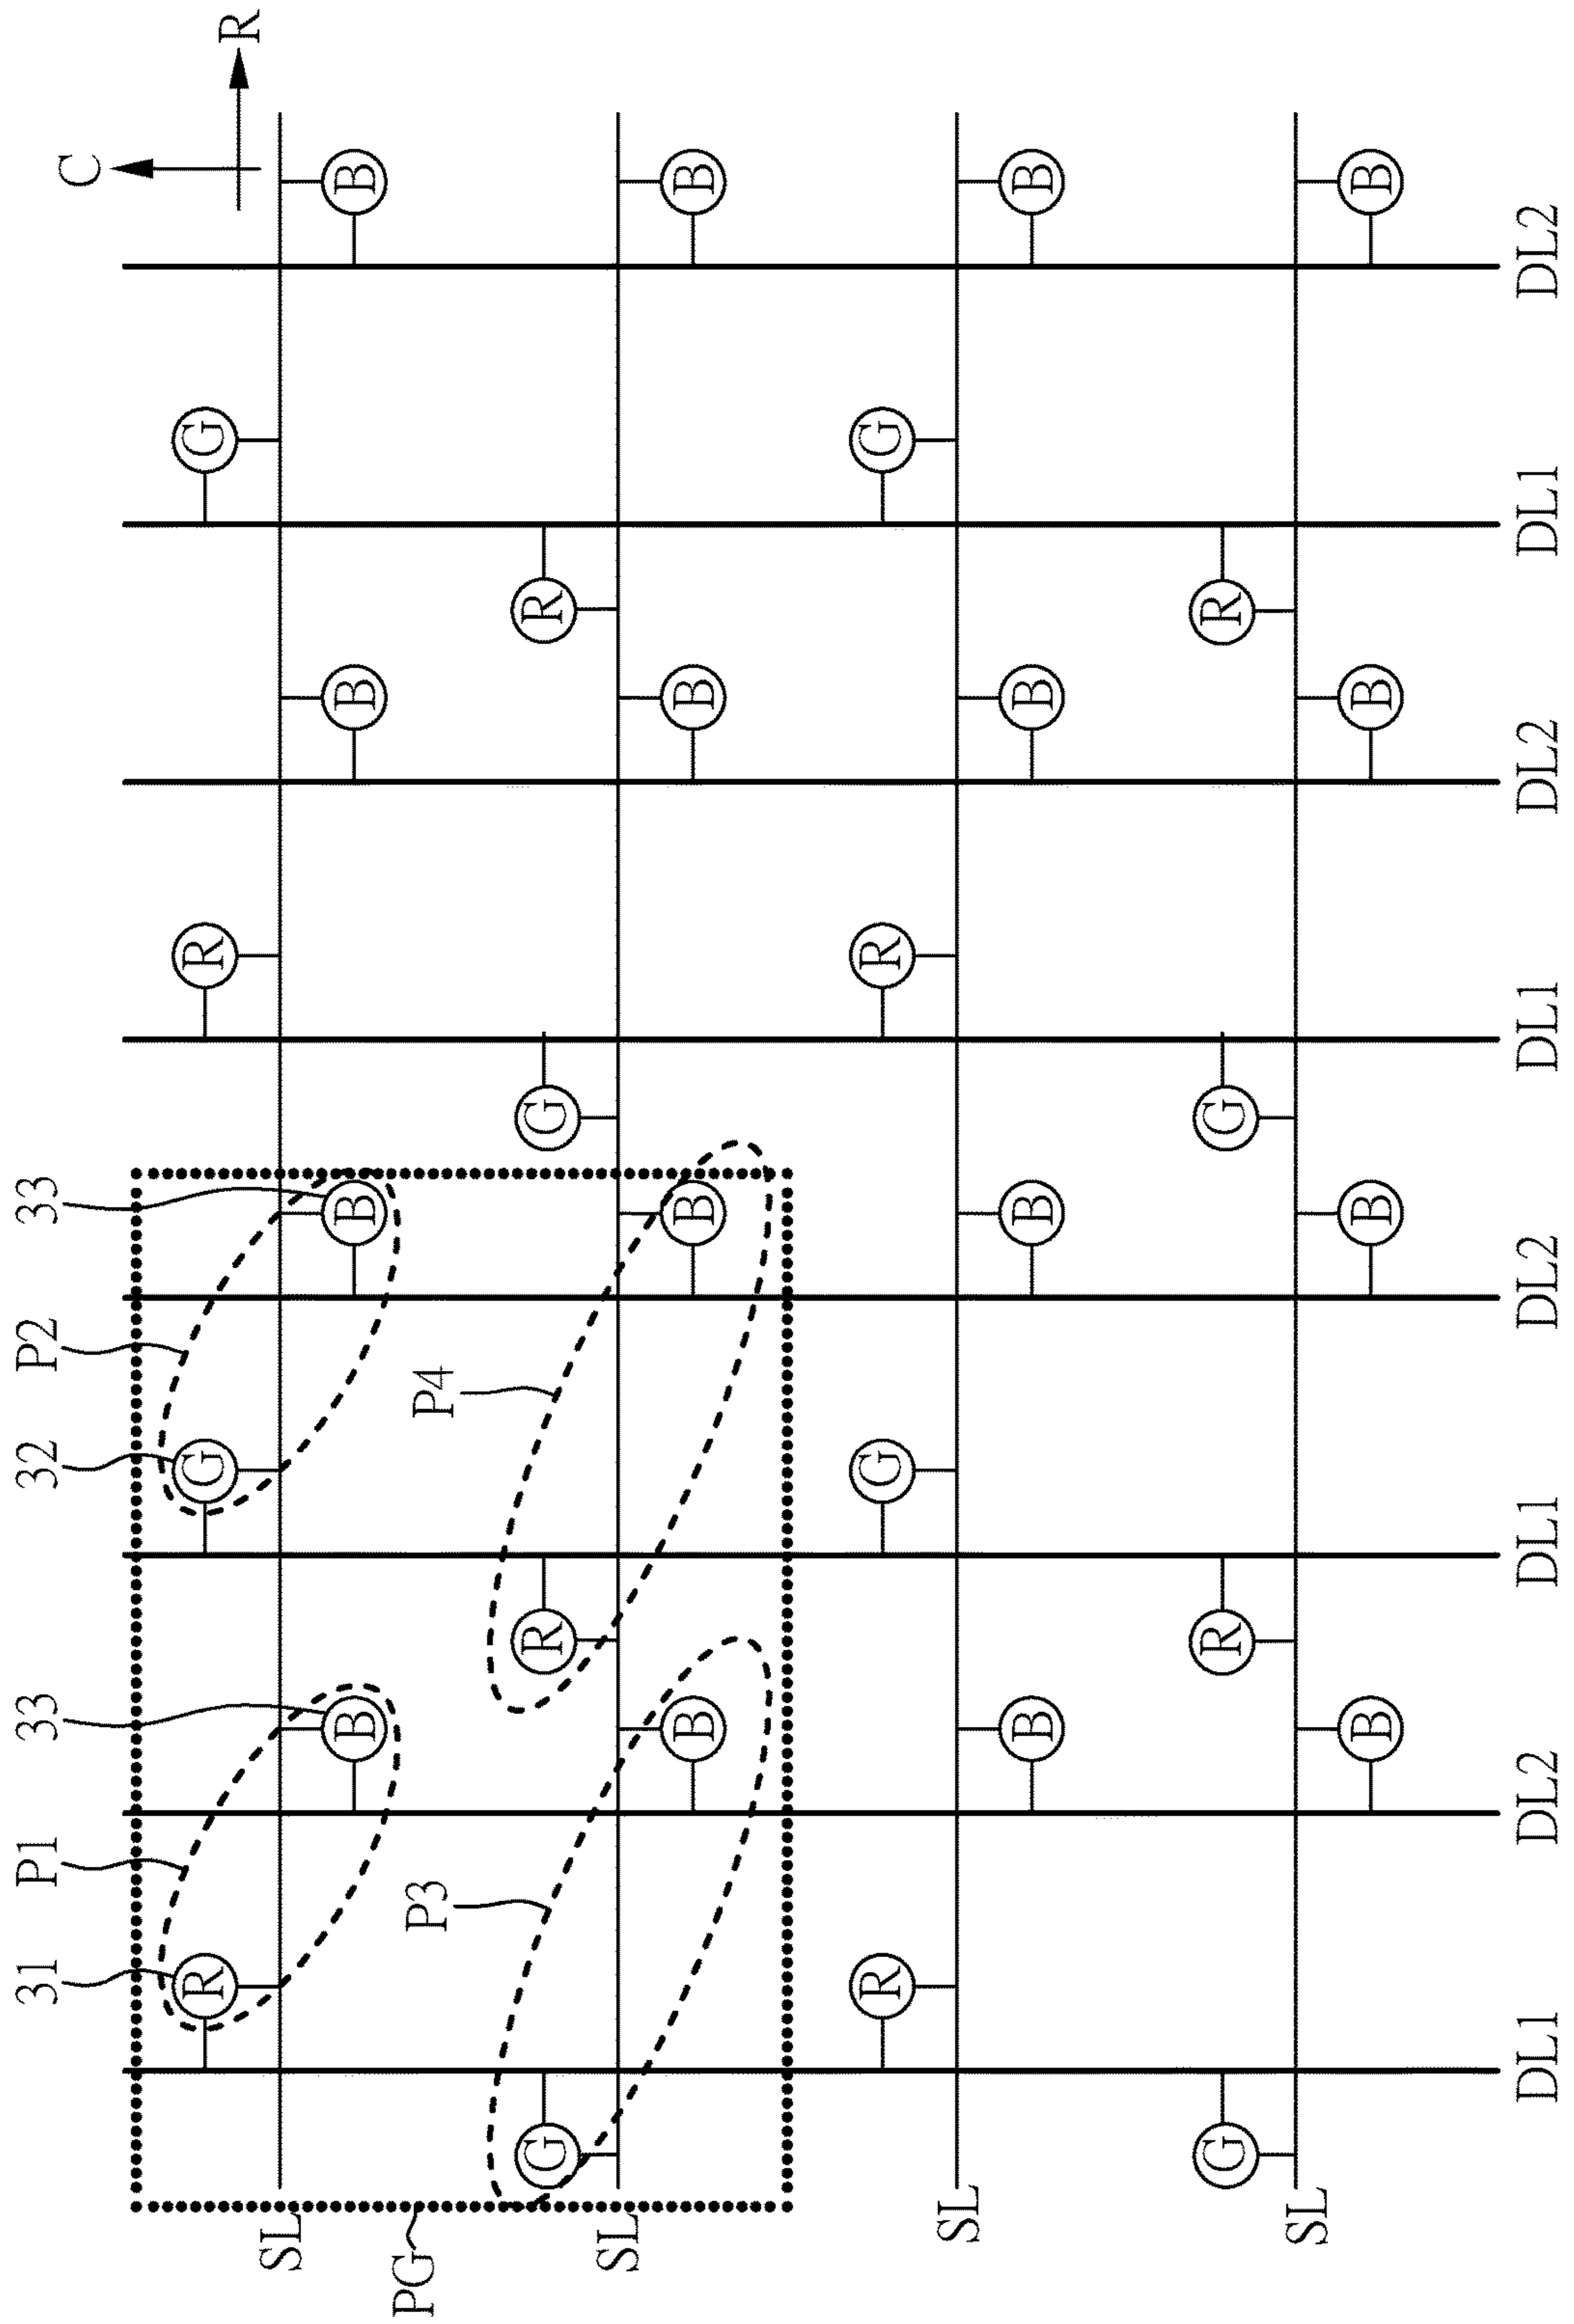 31 P1 33 32 P2 33
C
R G R G
R
SL
B B B B
PG P3 P4
G R G R
SL
B B B B
R G R G
SL
B B B B
G R G R
SL
B B B B
DL1 DL2 DL1 DL2 DL1 DL2 DL1 DL2